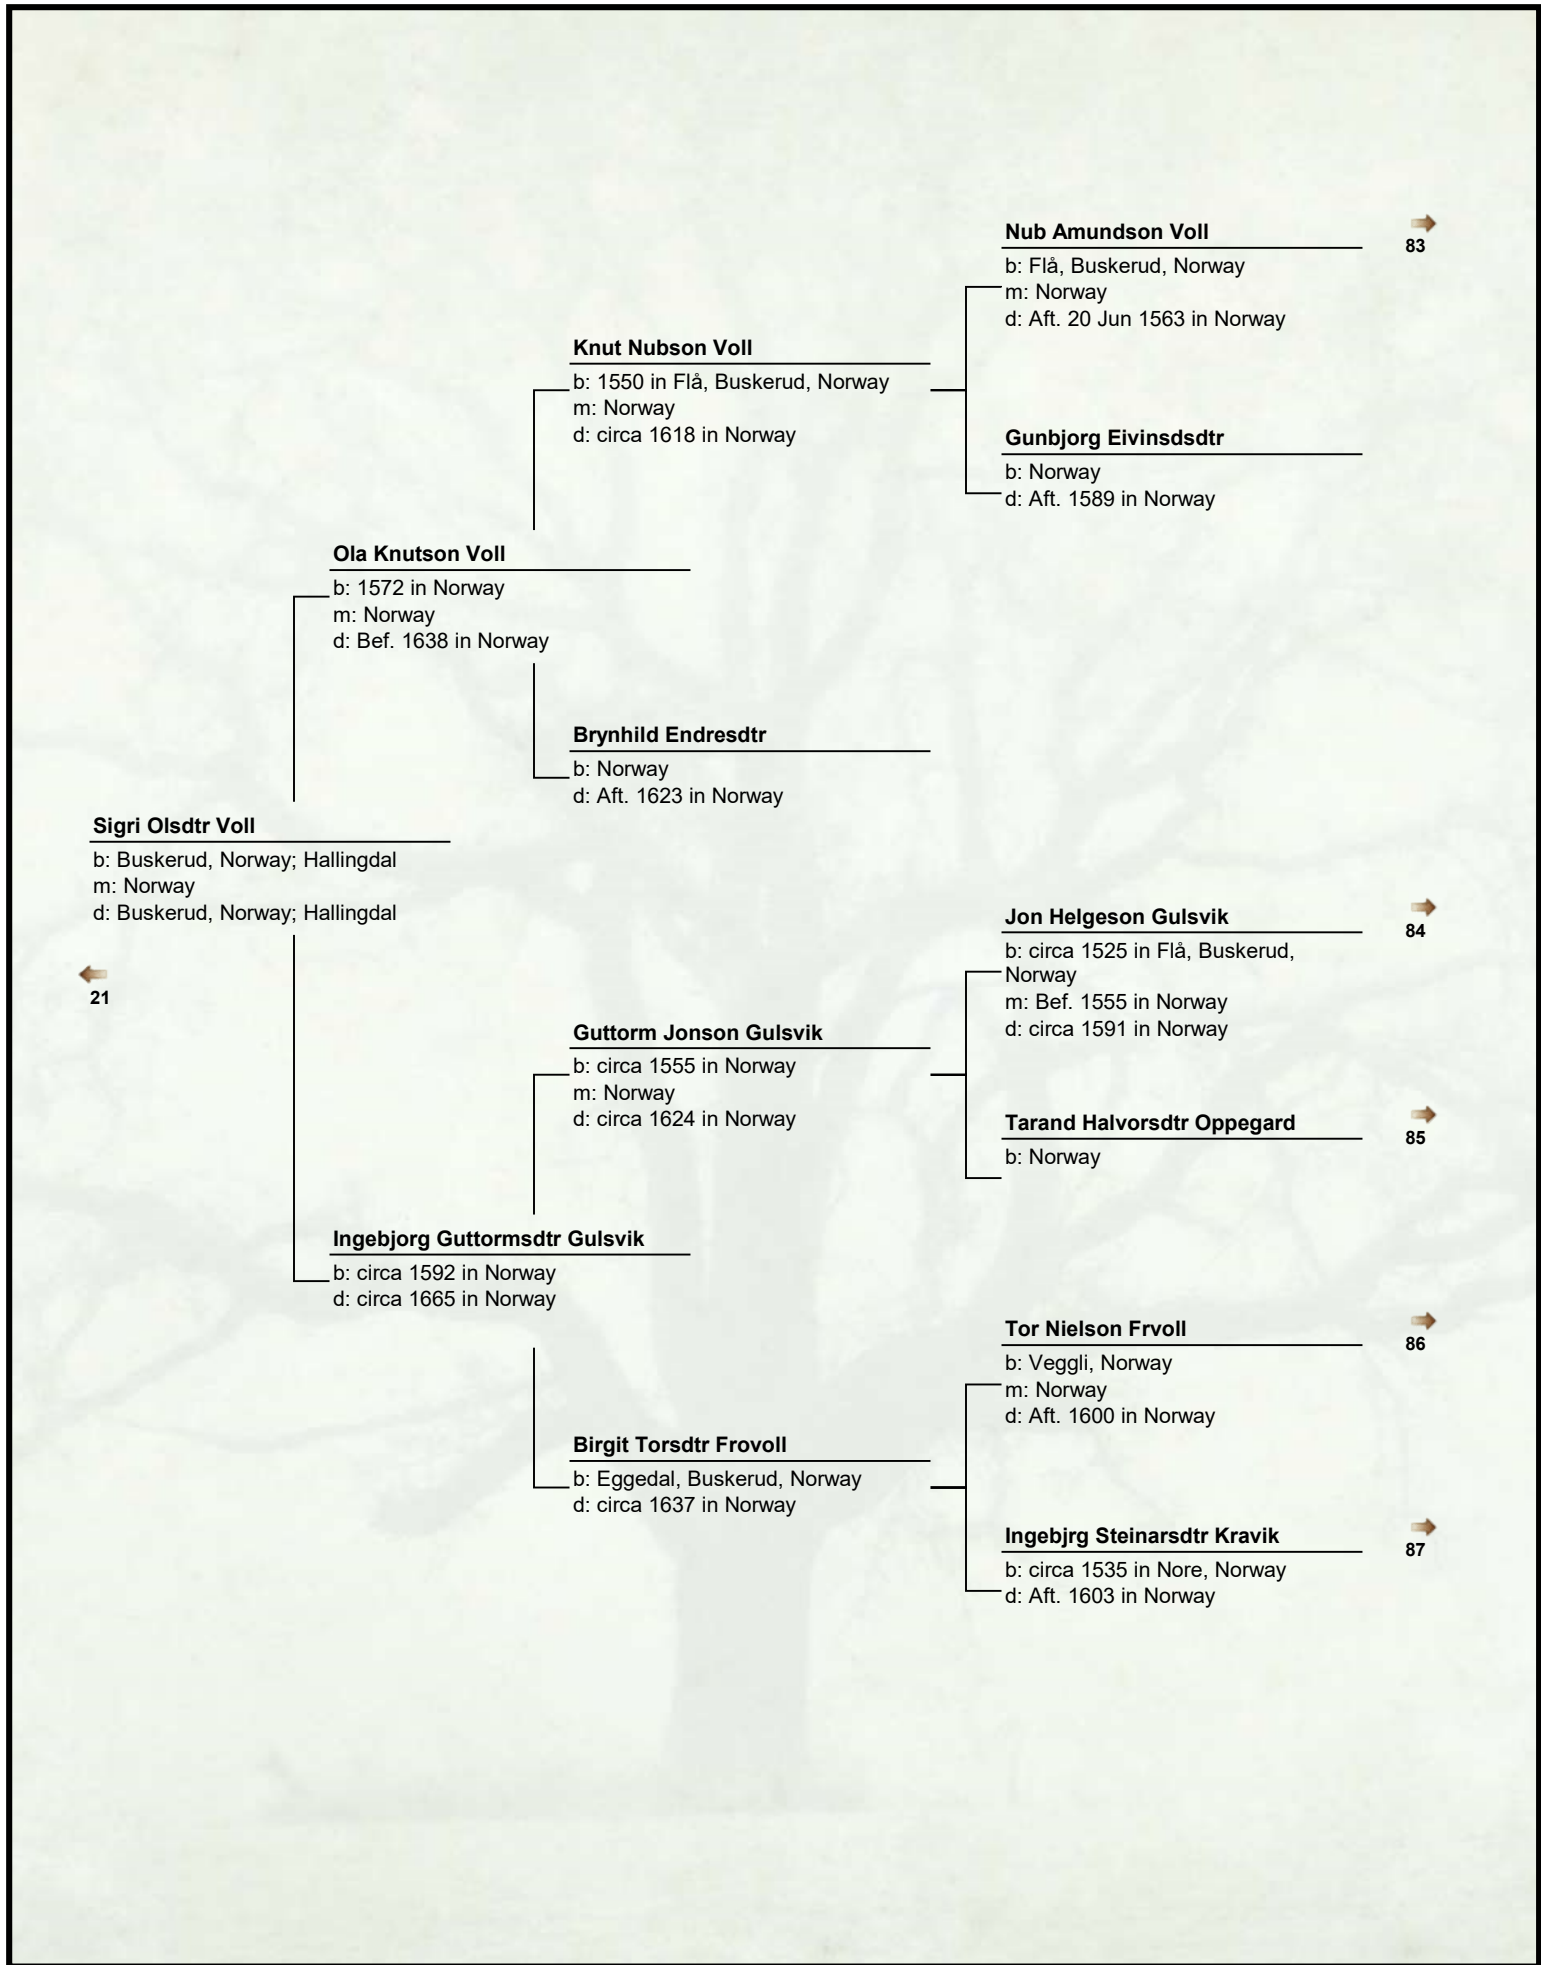 Nub Amundson Voll
83
b: Flå, Buskerud, Norway
m: Norway
d: Aft. 20 Jun 1563 in Norway
Knut Nubson Voll
b: 1550 in Flå, Buskerud, Norway
m: Norway
d: circa 1618 in Norway
Gunbjorg Eivinsdsdtr
b: Norway
d: Aft. 1589 in Norway
Ola Knutson Voll
b: 1572 in Norway
m: Norway
d: Bef. 1638 in Norway
Brynhild Endresdtr
b: Norway
d: Aft. 1623 in Norway
Sigri Olsdtr Voll
b: Buskerud, Norway; Hallingdal
m: Norway
d: Buskerud, Norway; Hallingdal
21
Jon Helgeson Gulsvik
84
b: circa 1525 in Flå, Buskerud,
Norway
m: Bef. 1555 in Norway
d: circa 1591 in Norway
Guttorm Jonson Gulsvik
b: circa 1555 in Norway
m: Norway
d: circa 1624 in Norway
Tarand Halvorsdtr Oppegard
85
b: Norway
Ingebjorg Guttormsdtr Gulsvik
b: circa 1592 in Norway
d: circa 1665 in Norway
Tor Nielson Frvoll
86
b: Veggli, Norway
m: Norway
d: Aft. 1600 in Norway
Birgit Torsdtr Frovoll
b: Eggedal, Buskerud, Norway
d: circa 1637 in Norway
Ingebjrg Steinarsdtr Kravik
87
b: circa 1535 in Nore, Norway
d: Aft. 1603 in Norway